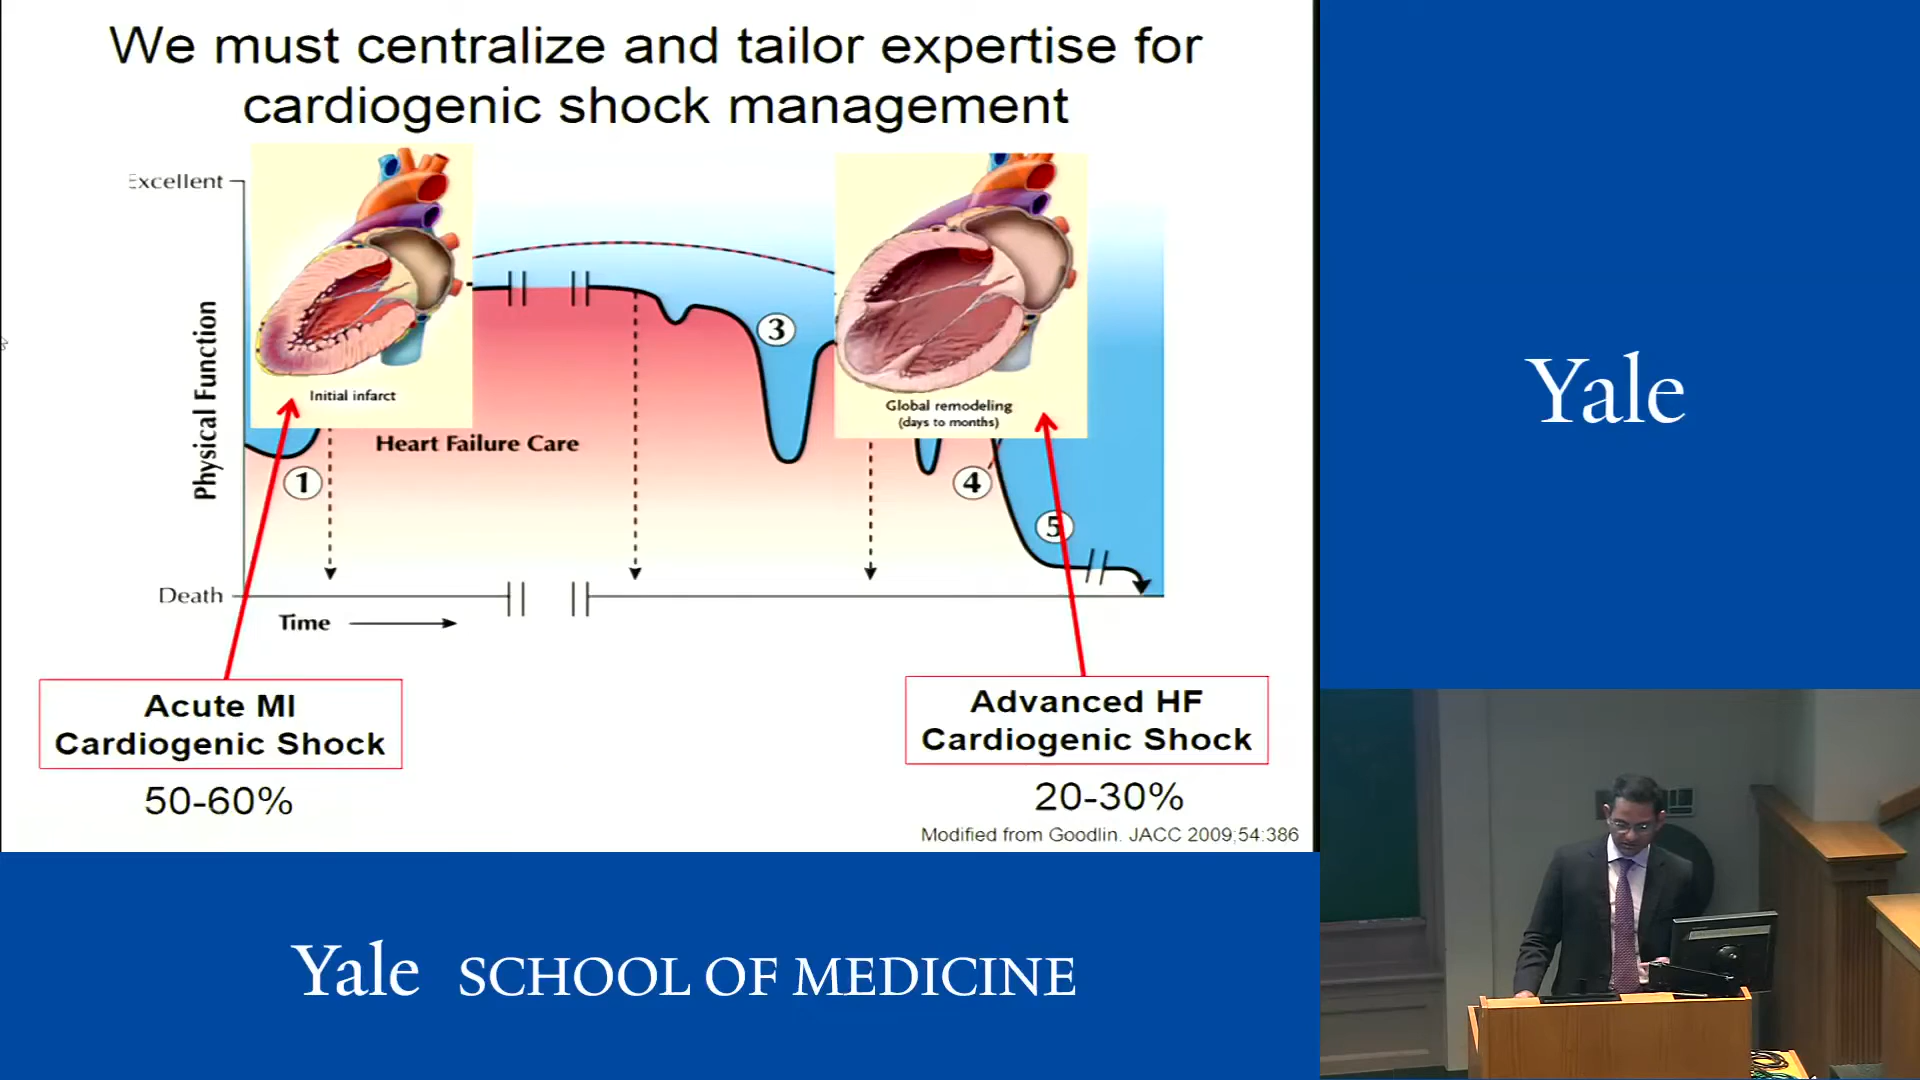 We must centralize and tailor expertise for
cardiogenic shock management
Excellent
Physical Function
Initial infarct
Heart Failure Care
1
3
Global remodeling
(days to months)
4
5
Death
Time
Acute MI
Cardiogenic Shock
50-60%
Advanced HF
Cardiogenic Shock
20-30%
Modified from Goodlin. JACC 2009;54:386
Yale
Yale SCHOOL OF MEDICINE